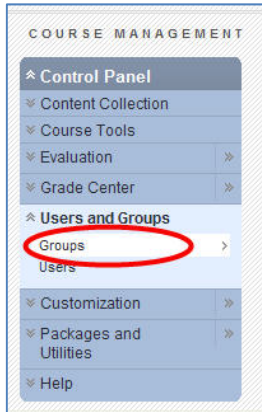 COURSE MANAGEMENT
Control Panel
Content Collection
Course Tools
Evaluation
Grade Center
Users and Groups
Groups
Users
Customization
Packages and
Utilities
Help